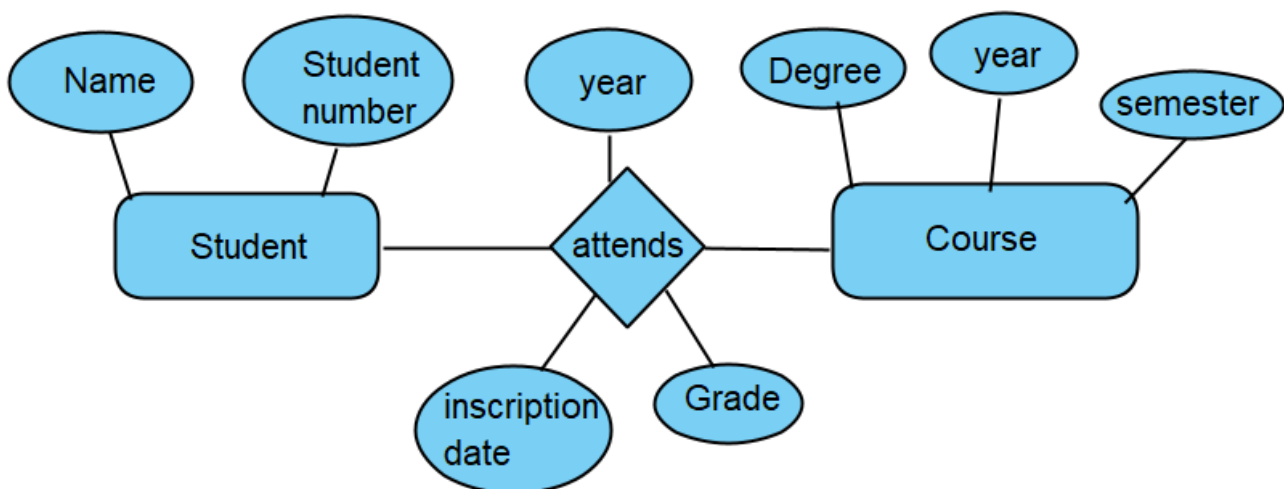 Name
Student
number
year
Degree
year
semester
Student
attends
Course
inscription
date
Grade